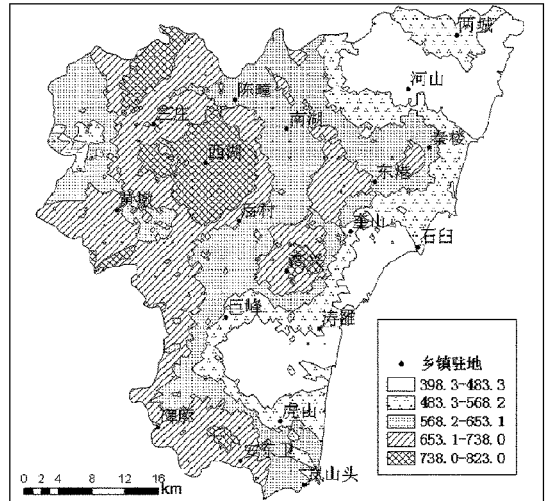 两城
河山
陈疃
三庄
南湖
秦楼
西湖
东港
黄墩
后村
奎山
石臼
巨峰
涛雒
虎山
碑廓
安东卫
岚山头
乡镇驻地
398.3-483.3
483.3-568.2
568.2-653.1
653.1-738.0
738.0-823.0
0 2 4 8 12 16
km